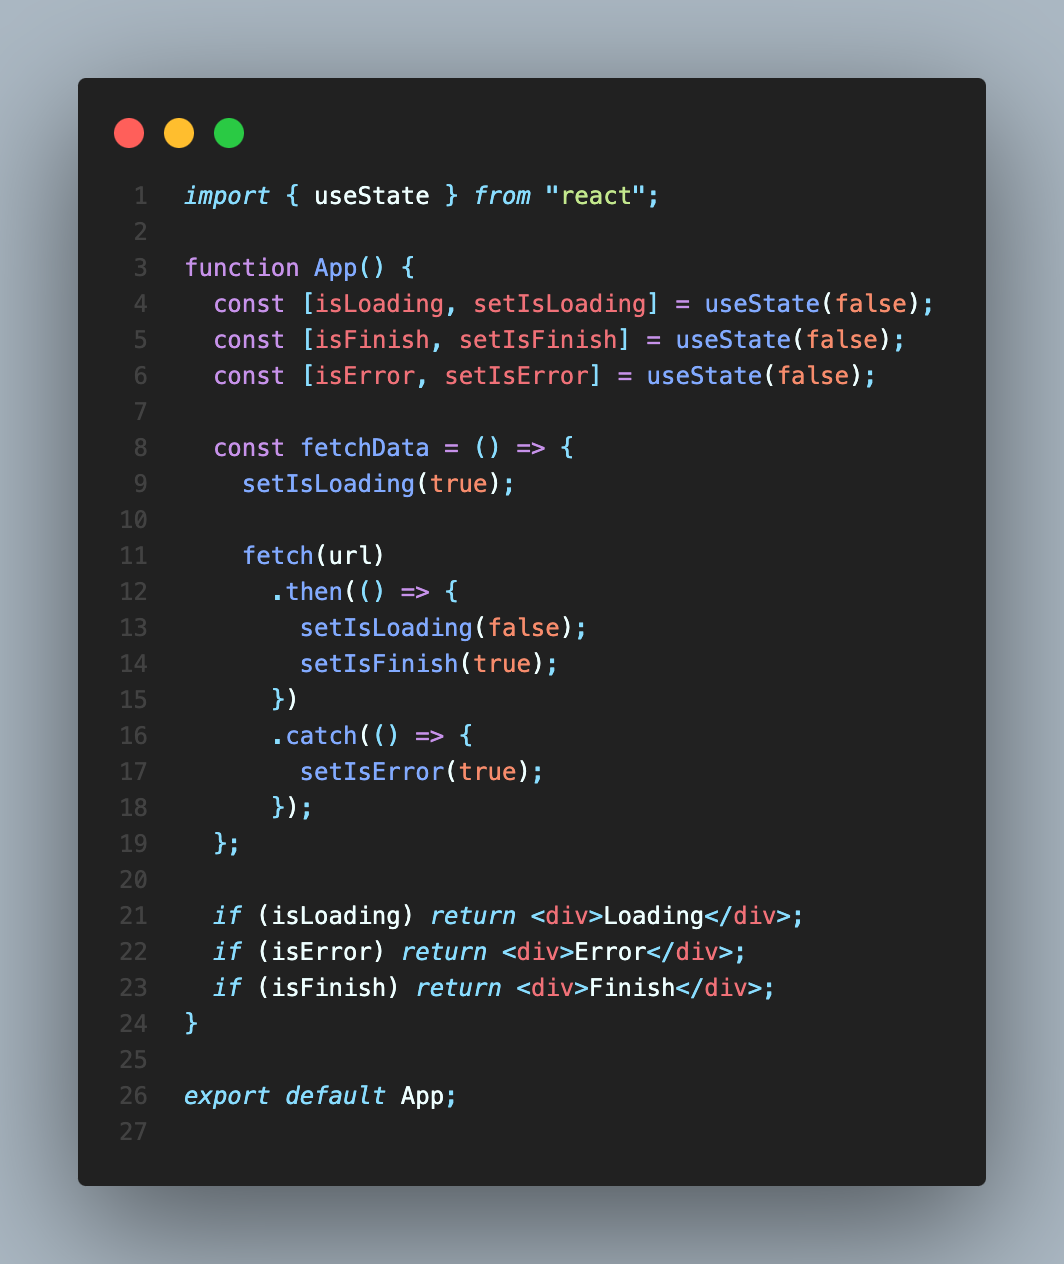 1 import { useState } from "react";
2
3 function App() {
4   const [isLoading, setIsLoading] = useState(false);
5   const [isFinish, setIsFinish] = useState(false);
6   const [isError, setIsError] = useState(false);
7
8   const fetchData = () => {
9     setIsLoading(true);
10
11     fetch(url)
12       .then(() => {
13         setIsLoading(false);
14         setIsFinish(true);
15       })
16       .catch(() => {
17         setIsError(true);
18       });
19   };
20
21   if (isLoading) return <div>Loading</div>;
22   if (isError) return <div>Error</div>;
23   if (isFinish) return <div>Finish</div>;
24 }
25
26 export default App;
27